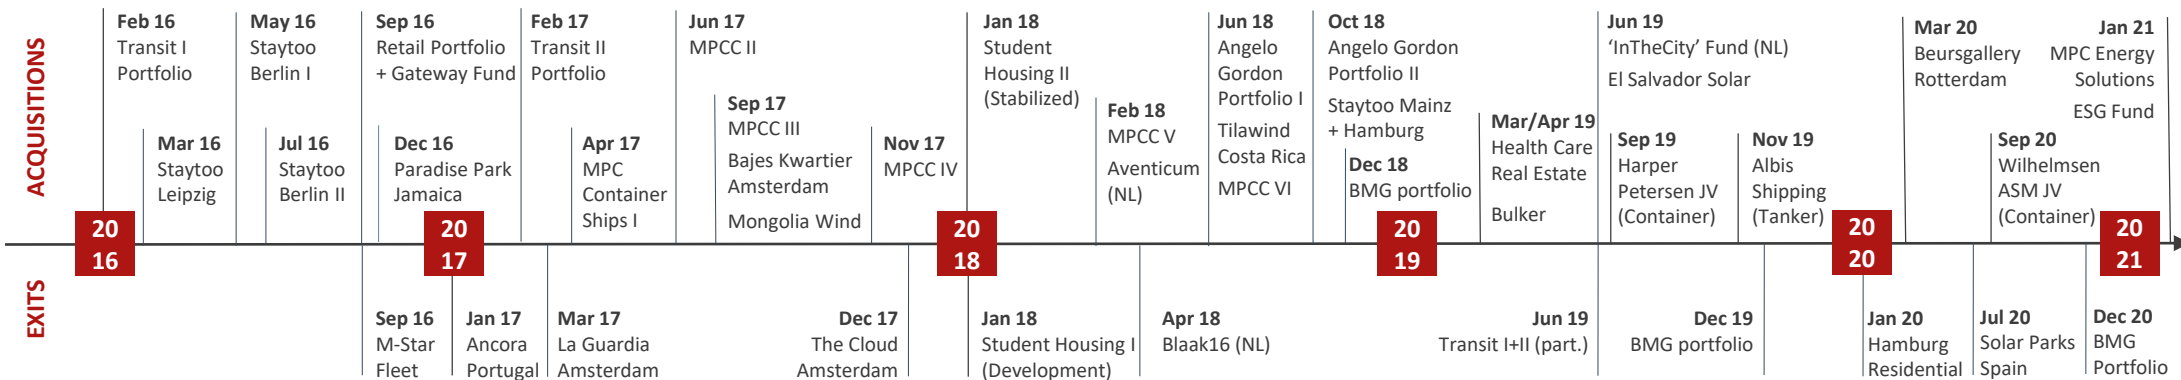 ACQUISITIONS
Feb 16
Transit I
Portfolio
Mar 16
Staytoo
Leipzig
May 16
Staytoo
Berlin I
Jul 16
Staytoo
Berlin II
Sep 16
Retail Portfolio
+ Gateway Fund
Dec 16
Paradise Park
Jamaica
Feb 17
Transit II
Portfolio
Apr 17
MPC
Container
Ships I
Jun 17
MPCC II
Sep 17
MPCC III
Bajes Kwartier
Amsterdam
Mongolia Wind
Nov 17
MPCC IV
Jan 18
Student
Housing II
(Stabilized)
Feb 18
MPCC V
Aventicum
(NL)
Jun 18
Angelo
Gordon
Portfolio I
Tilawind
Costa Rica
MPCC VI
Oct 18
Angelo Gordon
Portfolio II
Staytoo Mainz
+ Hamburg
Dec 18
BMG portfolio
Mar/Apr 19
Health Care
Real Estate
Bulker
Jun 19
‘InTheCity’ Fund (NL)
El Salvador Solar
Sep 19
Harper
Petersen JV
(Container)
Nov 19
Albis
Shipping
(Tanker)
Mar 20
Beursgallery
Rotterdam
Sep 20
Wilhelmsen
ASM JV
(Container)
Jan 21
MPC Energy
Solutions
ESG Fund
20
16
20
17
20
18
20
19
20
20
20
21
EXITS
Sep 16
M-Star
Fleet
Jan 17
Ancora
Portugal
Mar 17
La Guardia
Amsterdam
Dec 17
The Cloud
Amsterdam
Jan 18
Student Housing I
(Development)
Apr 18
Blaak16 (NL)
Jun 19
Transit I+II (part.)
Dec 19
BMG portfolio
Jan 20
Hamburg
Residential
Jul 20
Solar Parks
Spain
Dec 20
BMG
Portfolio